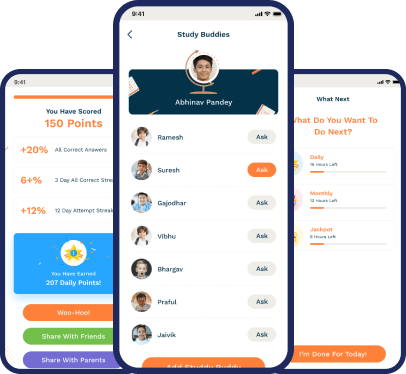 9:41
You Have Scored
150 Points
+20% All Correct Answers
6+% 3 Day All Correct Stre
+12% 12 Day Attempt Streak
You Have Earned
207 Daily Points!
Woo-Hoo!
Share With Friends
Share With Parents
9:41
Study Buddies
Abhinav Pandey
Ramesh Ask
Suresh Ask
Gajodhar Ask
Vibhu Ask
Bhargav Ask
Praful Ask
Jaivik Ask
Add Studdy Buddy
What Next
What Do You Want To
Do Next?
Daily
16 Hours Left
Monthly
12 Hours Left
Jackpot
Hours Left
I'm Done For Today!